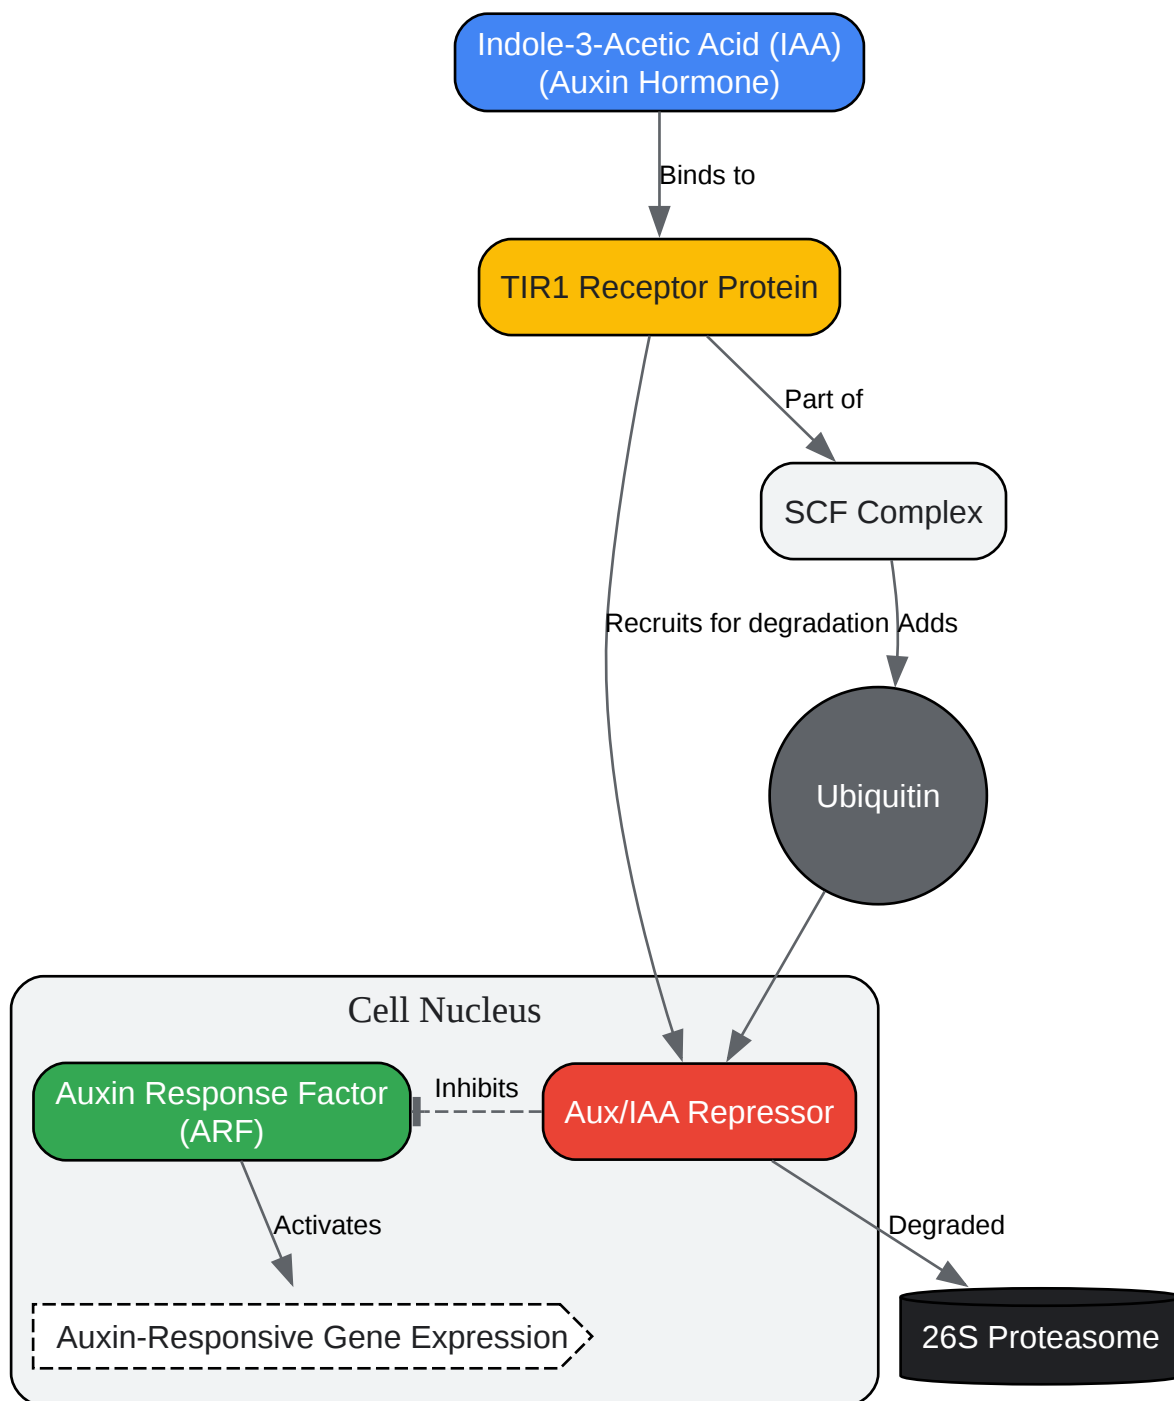 Indole-3-Acetic Acid (IAA)
(Auxin Hormone)
Binds to
TIR1 Receptor Protein
Part of
SCF Complex
Recruits for degradation
Adds
Ubiquitin
Cell Nucleus
Auxin Response Factor
(ARF)
Inhibits
Aux/IAA Repressor
Activates
Degraded
Auxin-Responsive Gene Expression
26S Proteasome